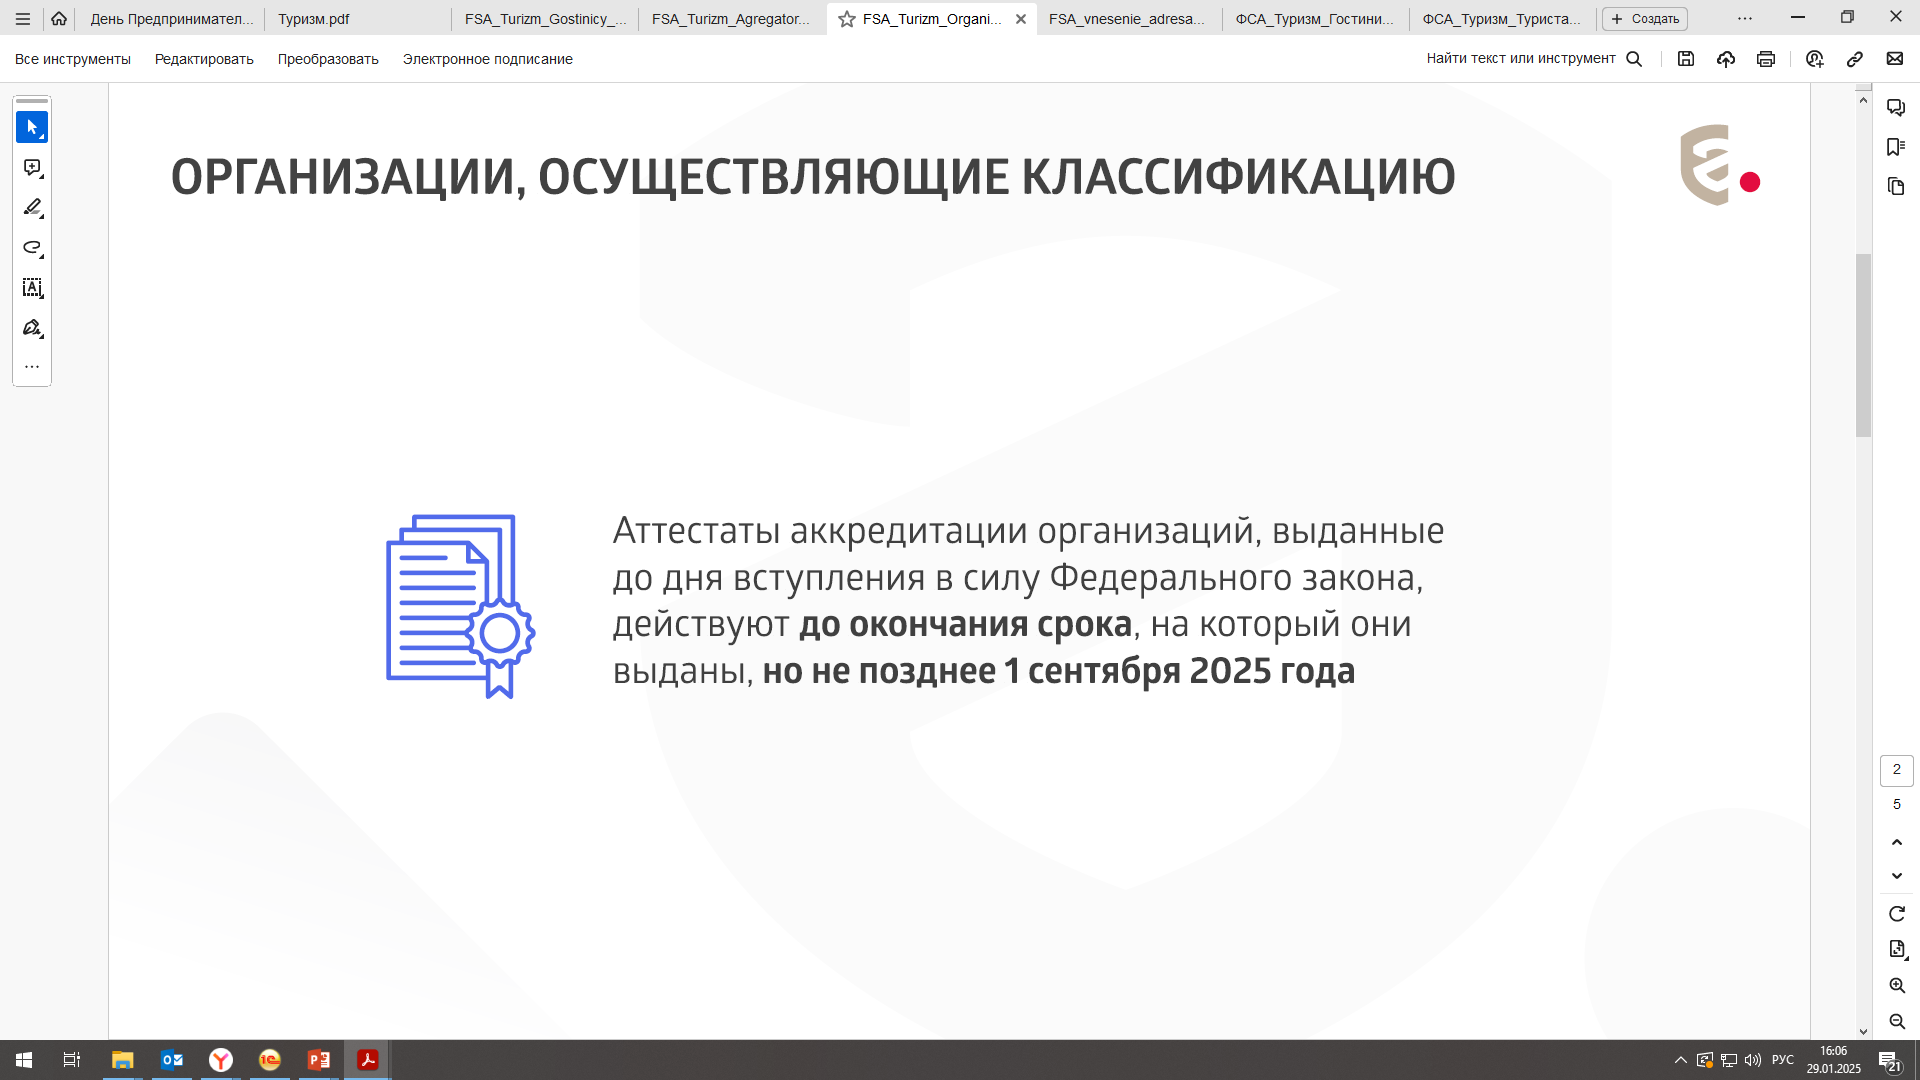 День Предпринимател...
Туризм.pdf
FSA_Turizm_Gostinicy_...
FSA_Turizm_Agregator...
FSA_Turizm_Organi...
FSA_vnesenie_adresa...
ФСА_Туризм_Гостини...
ФСА_Туризм_Туриста...
Создать
Все инструменты
Редактировать
Преобразовать
Электронное подписание
Найти текст или инструмент
ОРГАНИЗАЦИИ, ОСУЩЕСТВЛЯЮЩИЕ КЛАССИФИКАЦИЮ
Аттестаты аккредитации организаций, выданные
до дня вступления в силу Федерального закона,
действуют до окончания срока, на который они
выданы, но не позднее 1 сентября 2025 года
2
5
РУС
16:06
29.01.2025
21